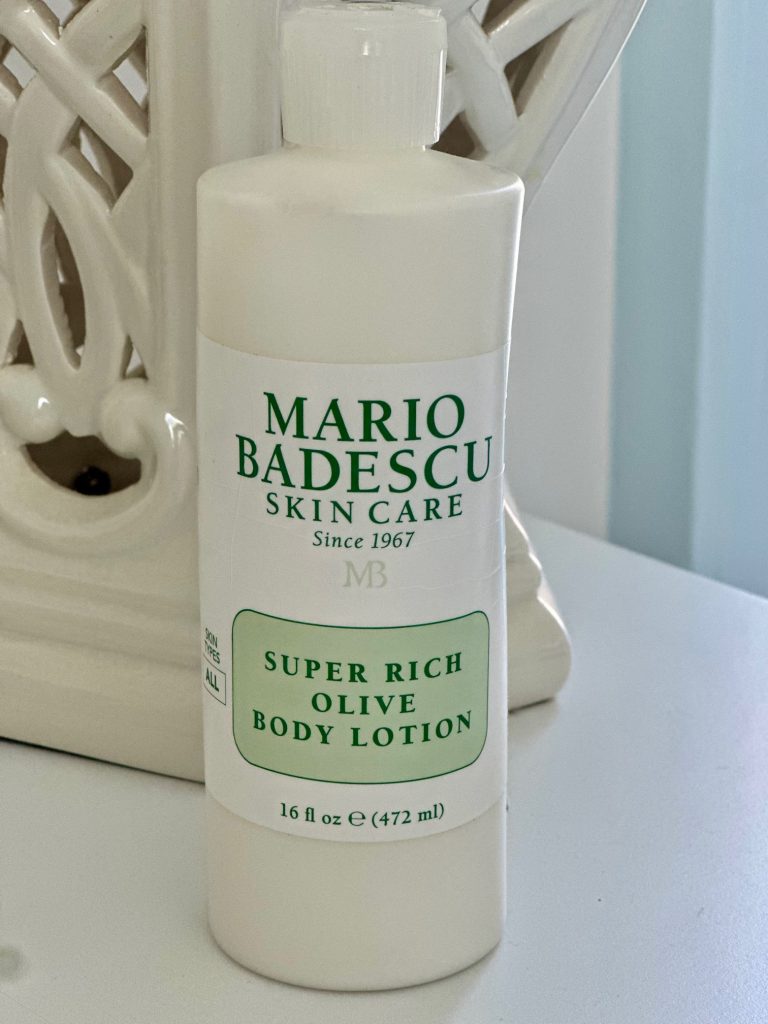 MARIO
BADESCU
SKIN CARE
Since 1967
MB
SKIN
TYPES
ALL
SUPER RICH
OLIVE
BODY LOTION
16 fl oz ℮ (472 ml)